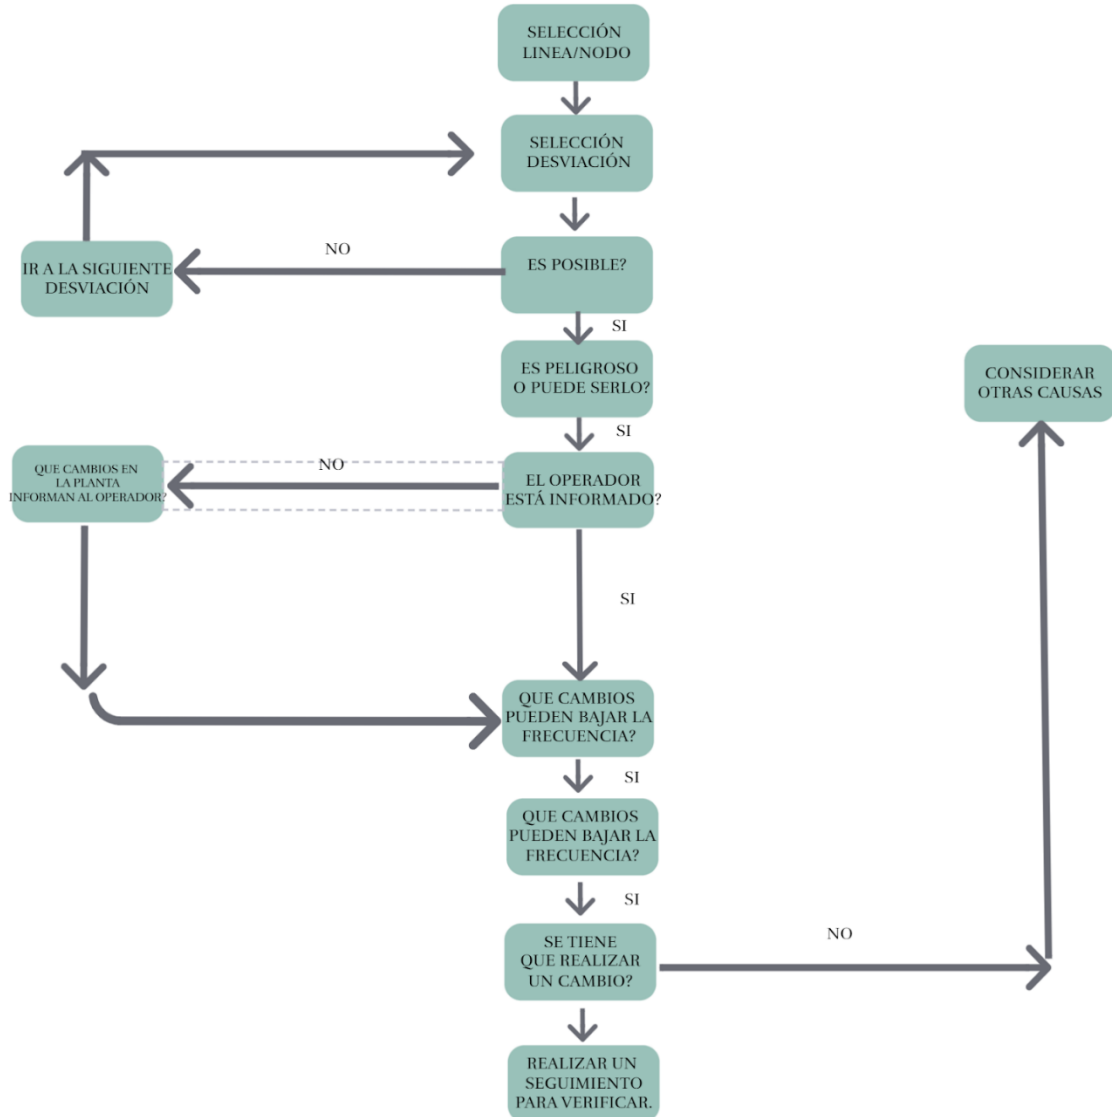 SELECCIÓN
LINEA/NODO
SELECCIÓN
DESVIACIÓN
NO
ES POSIBLE?
IR A LA SIGUIENTE
DESVIACIÓN
SI
ES PELIGROSO
O PUEDE SERLO?
CONSIDERAR
OTRAS CAUSAS
SI
QUE CAMBIOS EN
LA PLANTA
INFORMAN AL OPERADOR?
NO
EL OPERADOR
ESTÁ INFORMADO?
SI
QUE CAMBIOS
PUEDEN BAJAR LA
FRECUENCIA?
SI
QUE CAMBIOS
PUEDEN BAJAR LA
FRECUENCIA?
SI
SE TIENE
QUE REALIZAR
UN CAMBIO?
NO
REALIZAR UN
SEGUIMIENTO
PARA VERIFICAR.